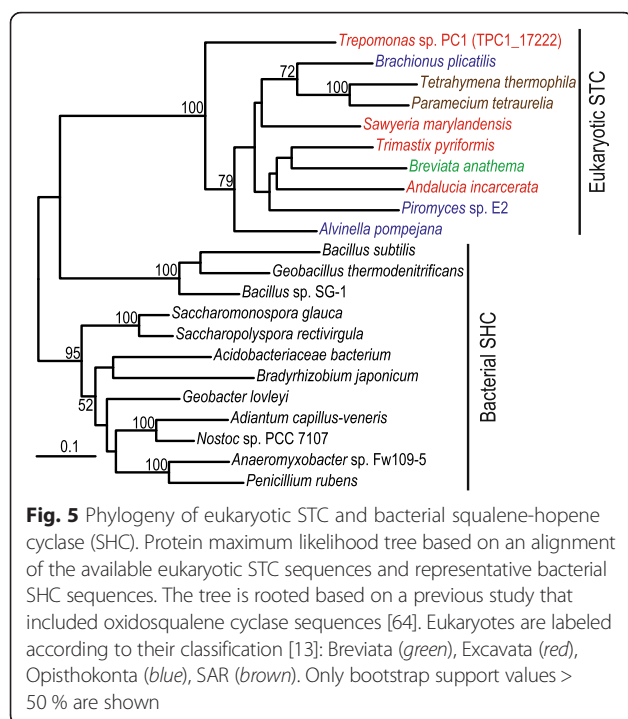 Trepomonas sp. PC1 (TPC1_17222)
72
Brachionus plicatilis
100
Tetrahymena thermophila
100
Paramecium tetraurelia
Sawyeria marylandensis
Trimastix pyriformis
79
Breviata anathema
Andalucia incarcerata
Piromyces sp. E2
Alvinella pompejana
Eukaryotic STC
Bacillus subtilis
100
Geobacillus thermodenitrificans
Bacillus sp. SG-1
Saccharomonospora glauca
100
Saccharopolyspora rectivirgula
95
Acidobacteriaceae bacterium
Bradyrhizobium japonicum
52
Geobacter lovleyi
Adiantum capillus-veneris
100
Nostoc sp. PCC 7107
0.1
Anaeromyxobacter sp. Fw109-5
100
Penicillium rubens
Bacterial SHC
Fig. 5 Phylogeny of eukaryotic STC and bacterial squalene-hopene
cyclase (SHC). Protein maximum likelihood tree based on an alignment
of the available eukaryotic STC sequences and representative bacterial
SHC sequences. The tree is rooted based on a previous study that
included oxidosqualene cyclase sequences [64]. Eukaryotes are labeled
according to their classification [13]: Breviata (green), Excavata (red),
Opisthokonta (blue), SAR (brown). Only bootstrap support values >
50 % are shown